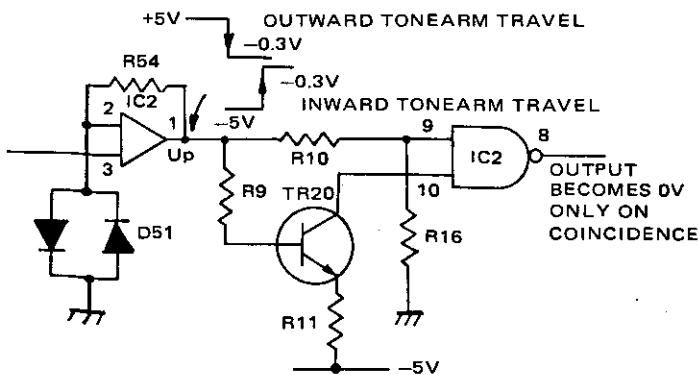 +5V
OUTWARD TONEARM TRAVEL
−0.3V
−0.3V
−5V
INWARD TONEARM TRAVEL
R54
IC2
2
1
3
Up
D51
R9
R10
TR20
R11
−5V
R16
9
10
IC2
8
OUTPUT
BECOMES 0V
ONLY ON
COINCIDENCE